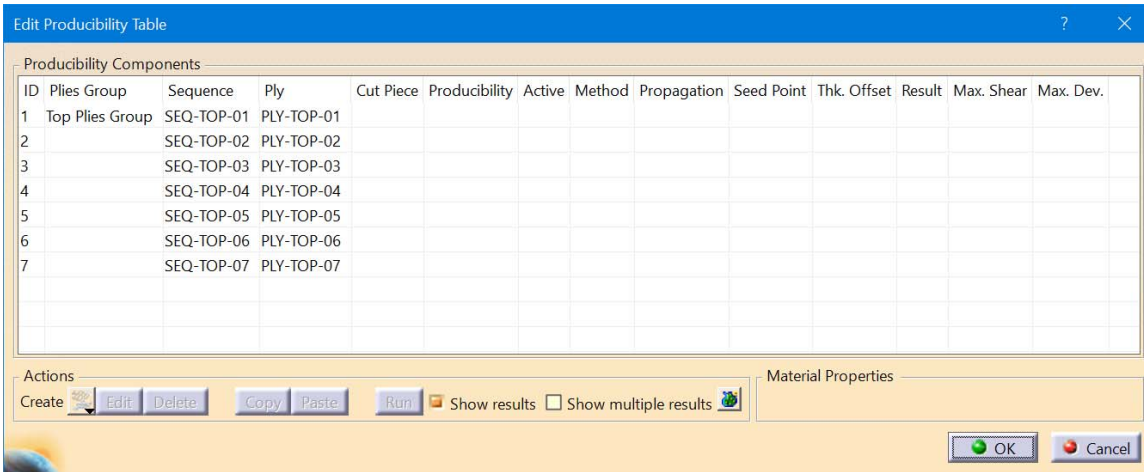 Edit Producibility Table
?
Producibility Components
ID Plies Group Sequence Ply Cut Piece Producibility Active Method Propagation Seed Point Thk. Offset Result Max. Shear Max. Dev.
1 Top Plies Group SEQ-TOP-01 PLY-TOP-01
2 SEQ-TOP-02 PLY-TOP-02
3 SEQ-TOP-03 PLY-TOP-03
4 SEQ-TOP-04 PLY-TOP-04
5 SEQ-TOP-05 PLY-TOP-05
6 SEQ-TOP-06 PLY-TOP-06
7 SEQ-TOP-07 PLY-TOP-07
Actions Material Properties
Create Edit Delete Copy Paste Run Show results Show multiple results
OK Cancel